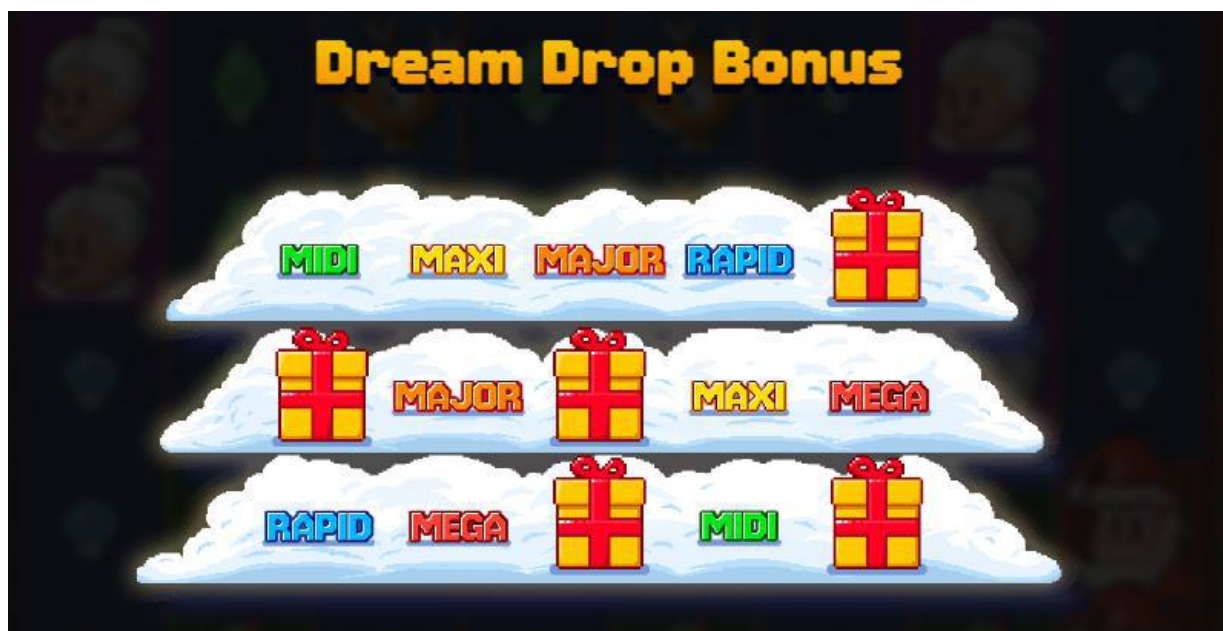 Dream Drop Bonus
MIDI MAXI MAJOR RAPID
MAJOR MAXI MEGA
RAPID MEGA MIDI